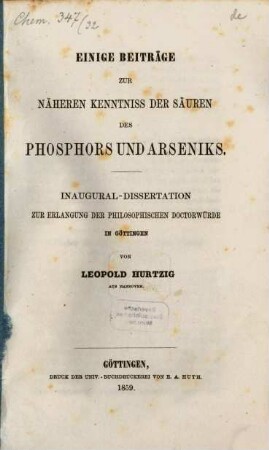 Chem. 347/22
EINIGE BEITRÄGE
ZUR
NÄHEREN KENNTNISS DER SÄUREN
DES
PHOSPHORS UND ARSENIKS.
INAUGURAL-DISSERTATION
ZUR ERLANGUNG DER PHILOSOPHISCHEN DOCTORWÜRDE
IN GÖTTINGEN
VON
LEOPOLD HURTZIG
AUS HANNOVER.
GÖTTINGEN,
DRUCK DER UNIV.-BUCHDRUCKEREI VON E. A. HUTH.
1859.